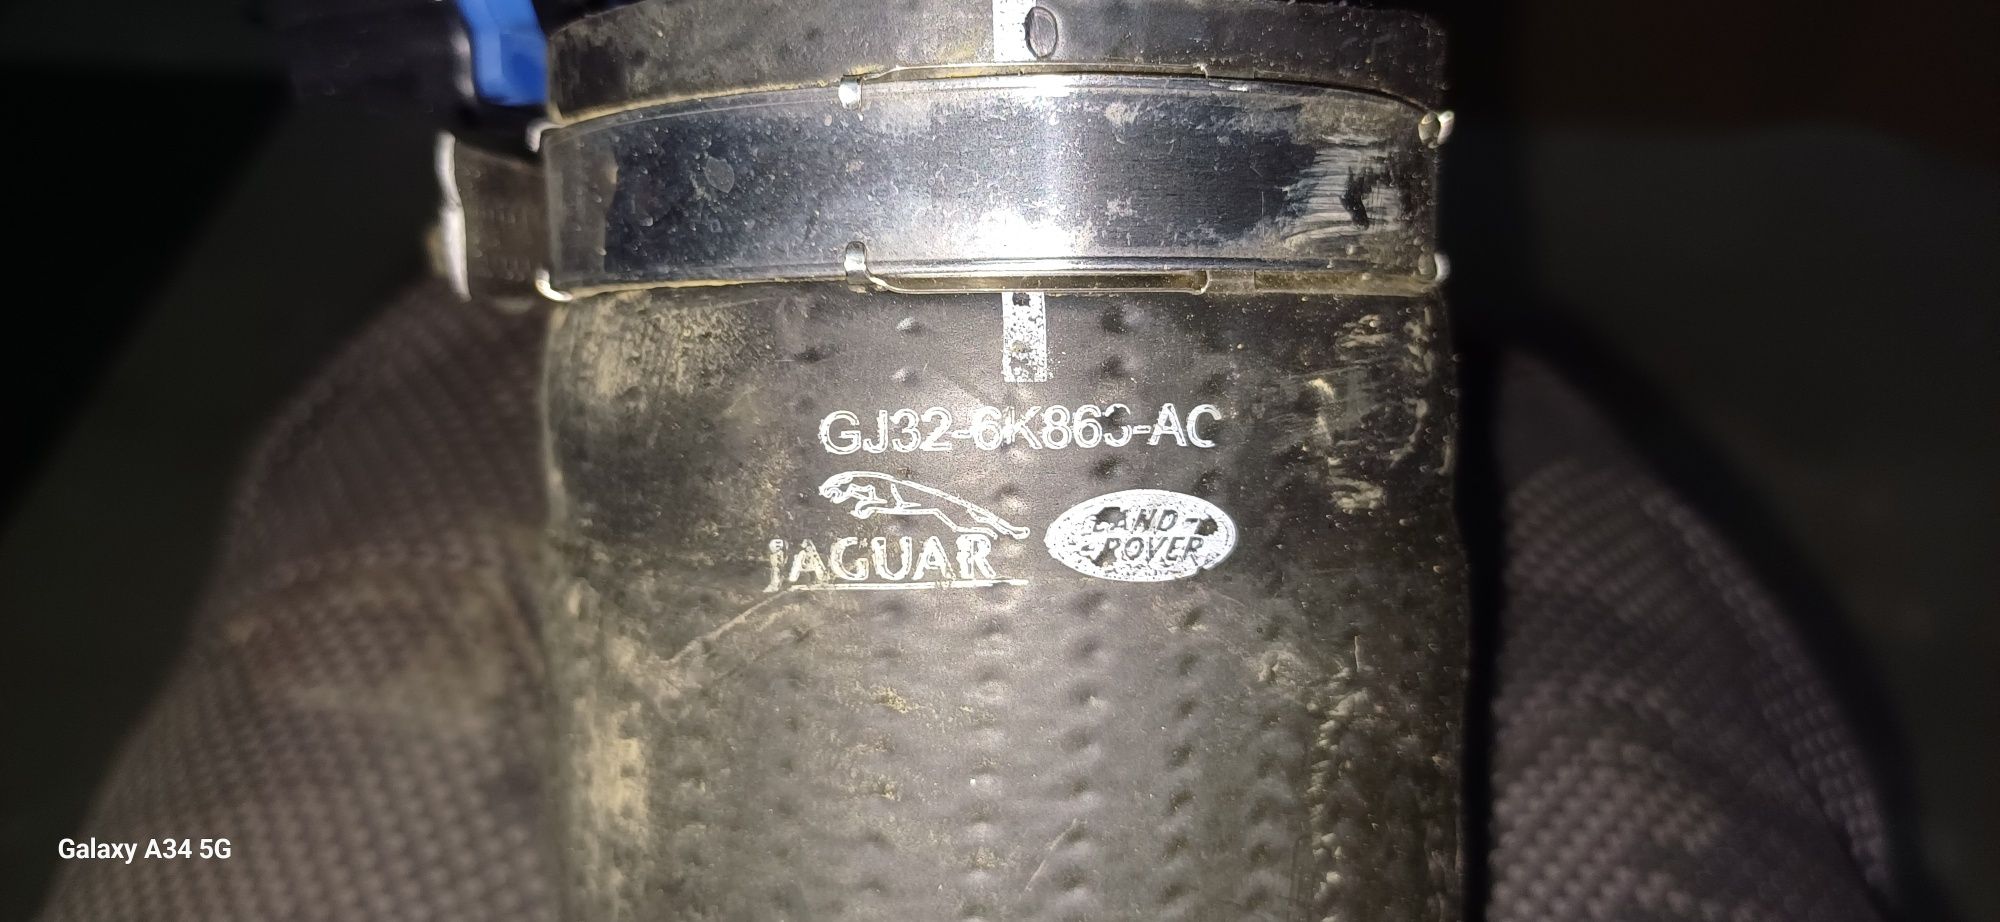 GJ32-6K863-AC
JAGUAR
LAND-
-ROVER
Galaxy A34 5G